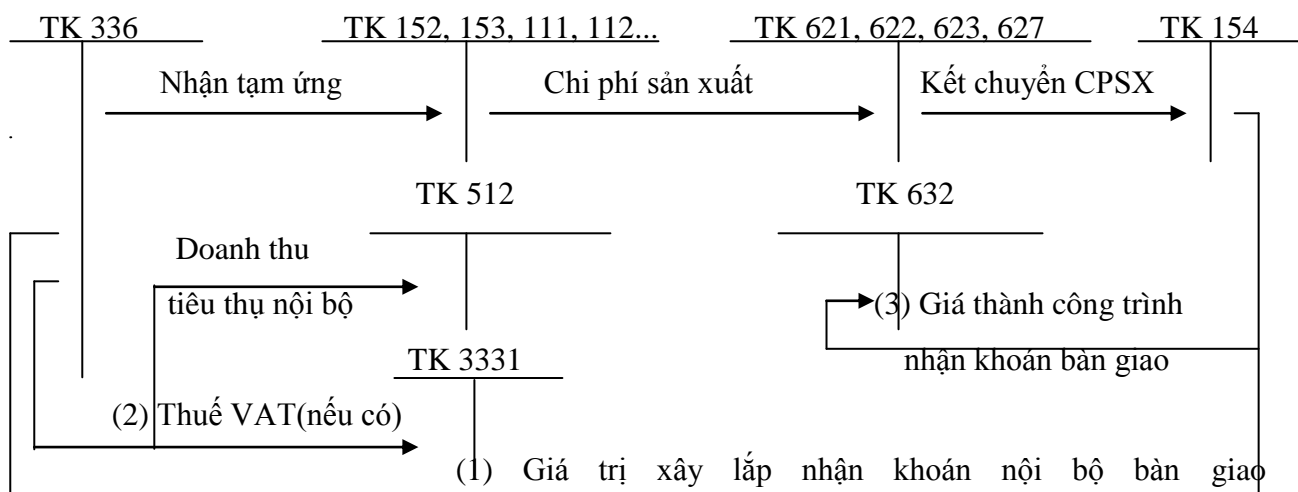 TK 336 TK 152, 153, 111, 112... TK 621, 622, 623, 627 TK 154
Nhận tạm ứng Chi phí sản xuất Kết chuyển CPSX
TK 512 TK 632
Doanh thu
tiêu thụ nội bộ (3) Giá thành công trình
nhận khoán bàn giao
TK 3331
(2) Thuế VAT(nếu có)
(1) Giá trị xây lắp nhận khoán nội bộ bàn giao